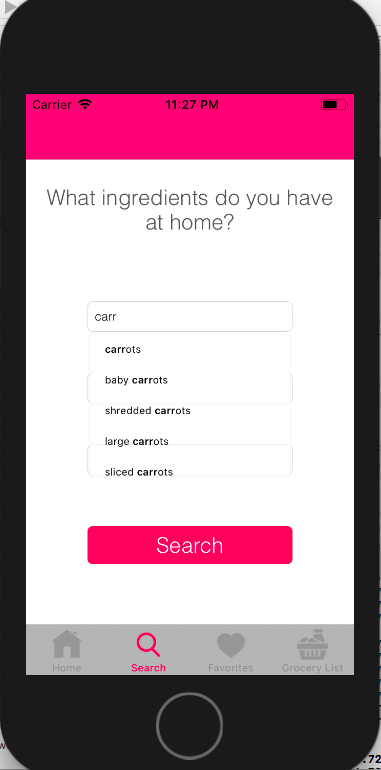 Carrier 11:27 PM
What ingredients do you have
at home?
carr
carrots
baby carrots
shredded carrots
large carrots
sliced carrots
Search
Home Search Favorites Grocery List
w
.72